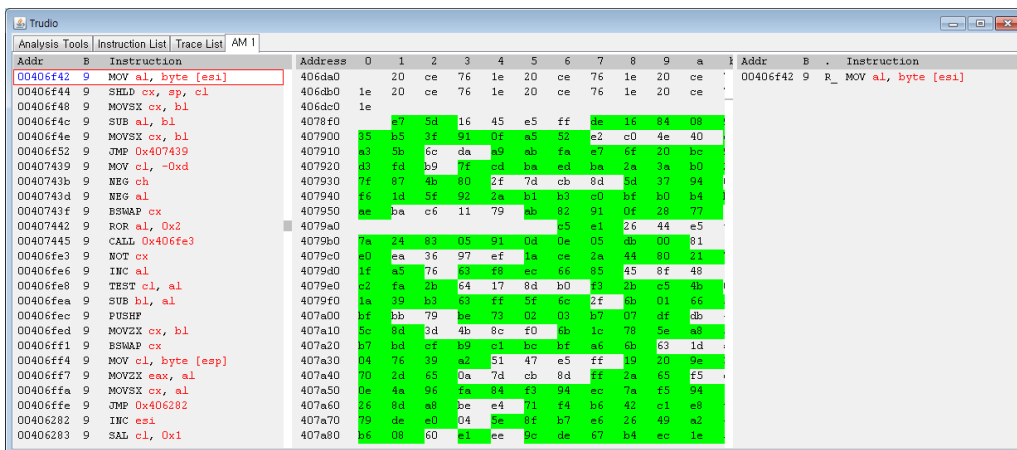 Trudio
Analysis Tools Instruction List Trace List AM 1
Addr B Instruction Address 0 1 2 3 4 5 6 7 8 9 a Addr B . Instruction
00406f42 9 MOV al, byte [esi] 406da0 20 ce 76 1e 20 ce 76 1e 20 ce 00406f42 9 R_ MOV al, byte [esi]
00406f44 9 SHLD cx, sp, cl 406db0 1e 20 ce 76 1e 20 ce 76 1e 20 ce
00406f48 9 MOVSX cx, bl 406dc0 1e
00406f4c 9 SUB al, bl 4078f0 e7 5d 16 45 e5 ff de 16 84 08
00406f4e 9 MOVSX cx, bl 407900 35 b5 3f 91 0f a5 52 e2 c0 4e 40
00406f52 9 JMP 0x407439 407910 a3 5b 6c da a9 ab fa e7 6f 20 bc
00407439 9 MOV cl, -0xd 407920 d3 fd b9 7f cd ba ed ba 2a 3a b0
0040743b 9 NEG ch 407930 7f 87 4b 80 2f 7d cb 8d 5d 37 94
0040743d 9 NEG al 407940 f6 1d 5f 92 2a b1 b3 c0 bf b0 b4
0040743f 9 BSWAP cx 407950 ae ba c6 11 79 ab 82 91 0f 28 77
00407442 9 ROR al, 0x2 4079a0 c5 e1 26 44 e5
00407445 9 CALL 0x406fe3 4079b0 7a 24 83 05 91 0d 0e 05 db 00 81
00406fe3 9 NOT cx 4079c0 e0 ea 36 97 ef 1a ce 2a 44 80 21
00406fe6 9 INC al 4079d0 1f a5 76 63 f8 ec 66 85 45 8f 48
00406fe8 9 TEST cl, al 4079e0 c2 fa 2b 64 17 8d b0 f3 2b c5 4b
00406fea 9 SUB bl, al 4079f0 1a 39 b3 63 ff 5f 6c 2f 6b 01 66
00406fec 9 PUSHF 407a00 bf bb 79 be 73 02 03 b7 07 df db
00406fed 9 MOVZX cx, bl 407a10 5c 8d 3d 4b 8c f0 6b 1c 78 5e a8
00406ff1 9 BSWAP cx 407a20 b7 bd cf b9 c1 bc bf a6 6b 63 1d
00406ff4 9 MOV cl, byte [esp] 407a30 04 76 39 a2 51 47 e5 ff 19 20 9e
00406ff7 9 MOVZX eax, al 407a40 70 2d 65 0a 7d cb 8d ff 2a 65 f5
00406ffa 9 MOVSX cx, al 407a50 0e 4a 96 fa 84 f3 94 ec 7a f5 94
00406ffe 9 JMP 0x406282 407a60 26 8d a8 be e4 71 f4 b6 42 c1 e8
00406282 9 INC esi 407a70 79 de e0 04 5e 8f b7 e6 26 49 a2
00406283 9 SAL cl, 0x1 407a80 b6 08 60 e1 ee 9c de 67 b4 ec 1e